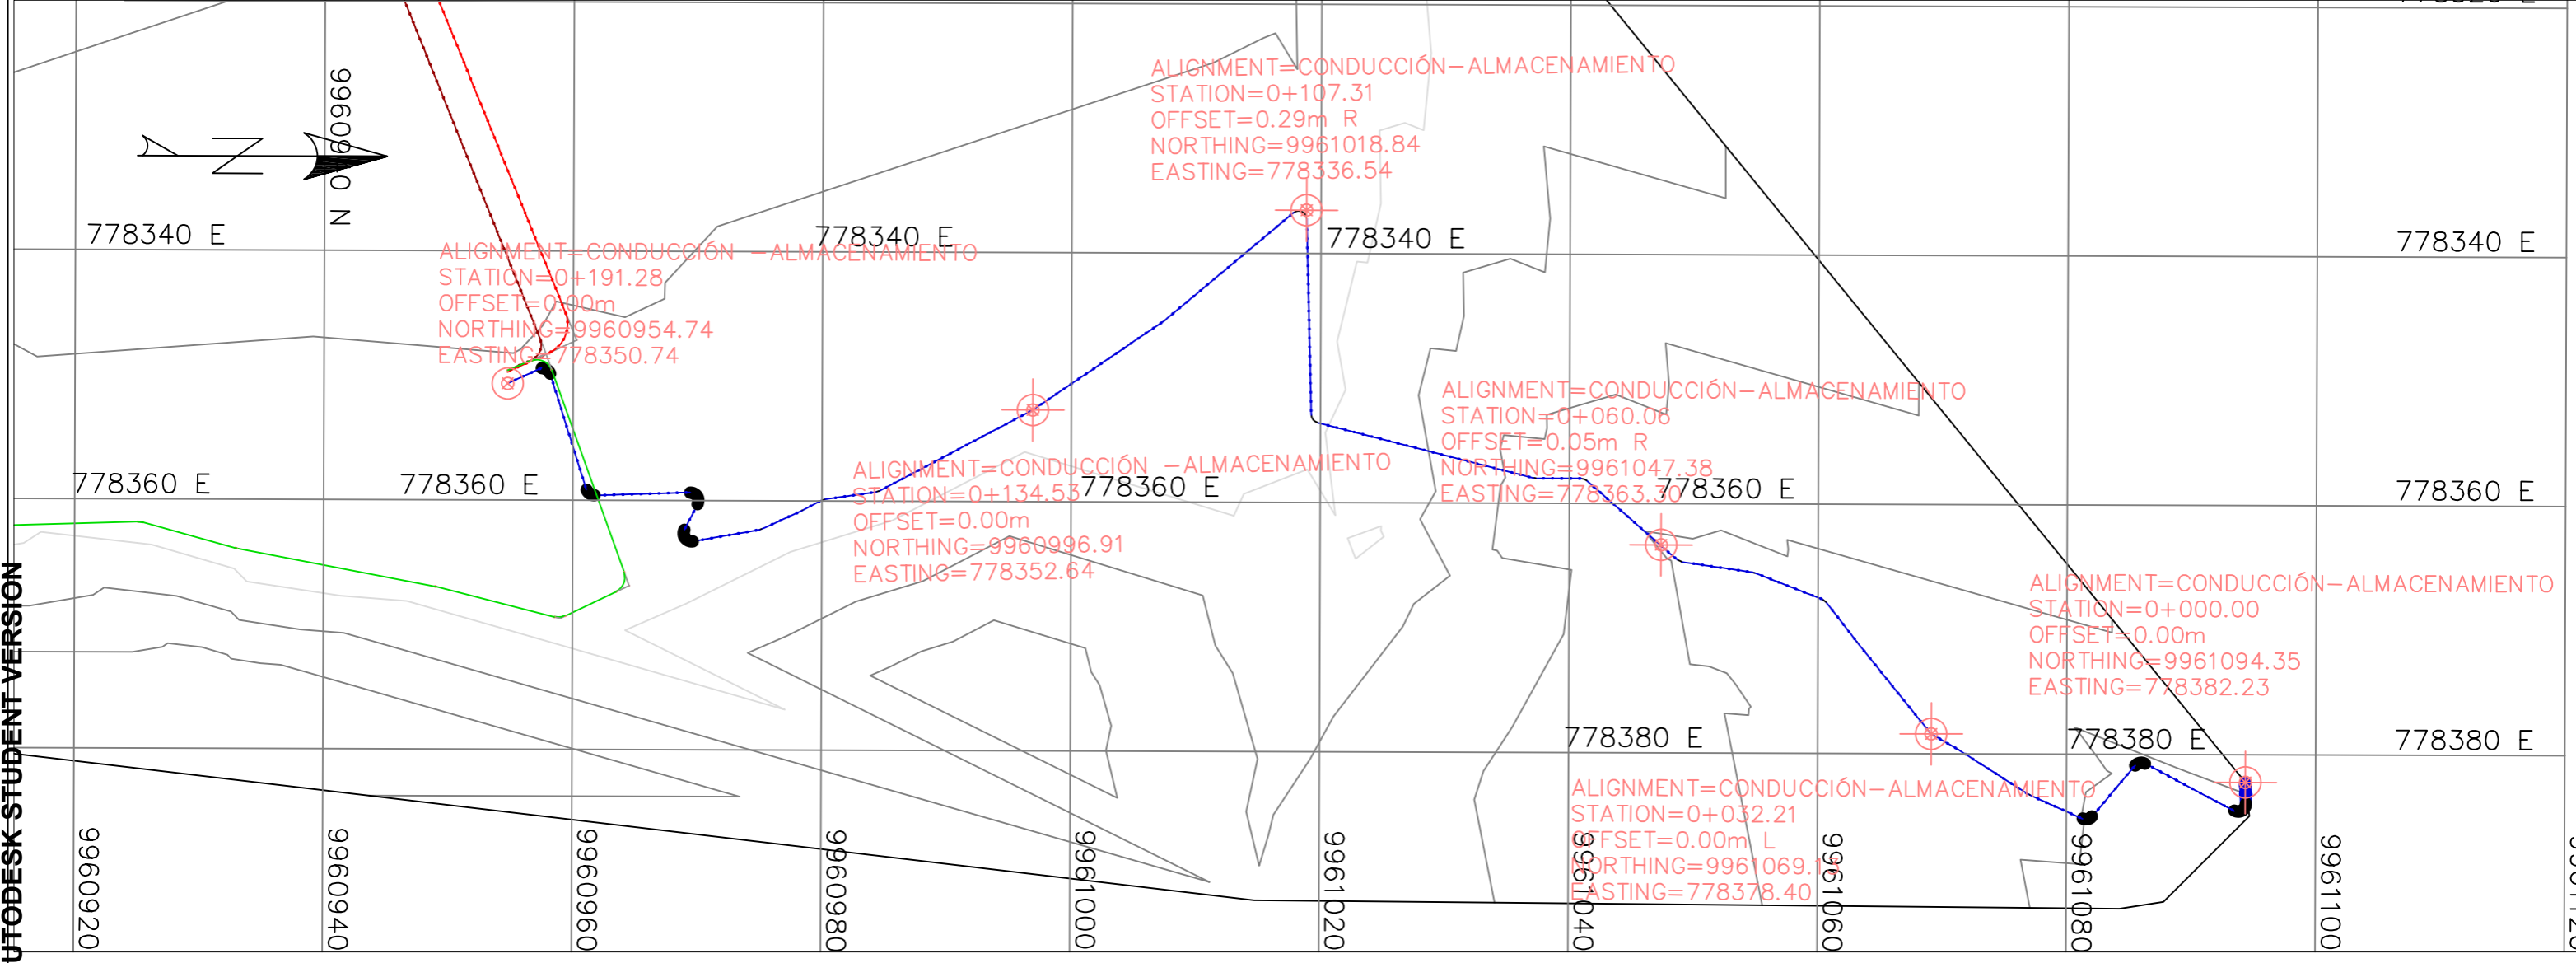 778320 E
ALIGNMENT=CONDUCCIÓN-ALMACENAMIENTO
STATION=0+107.31
OFFSET=0.29m R
NORTHING=9961018.84
EASTING=778336.54
9960940 N
N
778340 E
778340 E
778340 E
778340 E
ALIGNMENT=CONDUCCIÓN -ALMACENAMIENTO
STATION=0+191.28
OFFSET=0.00m
NORTHING=9960954.74
EASTING=778350.74
ALIGNMENT=CONDUCCIÓN-ALMACENAMIENTO
STATION=0+060.06
OFFSET=0.05m R
NORTHING=9961047.38
EASTING=778363.30
778360 E
778360 E
778360 E
778360 E
778360 E
ALIGNMENT=CONDUCCIÓN -ALMACENAMIENTO
STATION=0+134.53
OFFSET=0.00m
NORTHING=9960996.91
EASTING=778352.64
ALIGNMENT=CONDUCCIÓN-ALMACENAMIENTO
STATION=0+000.00
OFFSET=0.00m
NORTHING=9961094.35
EASTING=778382.23
778380 E
778380 E
778380 E
ALIGNMENT=CONDUCCIÓN-ALMACENAMIENTO
STATION=0+032.21
OFFSET=0.00m L
NORTHING=9961069.13
EASTING=778378.40
9960920
9960940
9960960
9960980
9961000
9961020
9961040
9961060
9961080
9961100
UTODESK STUDENT VERSION